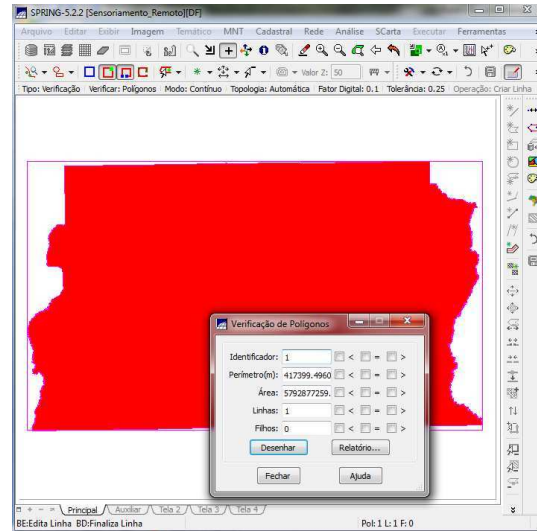 SPRING-5.2.2 [Sensoriamento_Remoto][DF]
Arquivo Editar Exibir Imagem Temático MNT Cadastral Rede Análise SCarta Executar Ferramentas
Valor Z: 50
Tipo: Verificação Verificar: Polígonos Modo: Contínuo Topologia: Automática Fator Digital: 0.1 Tolerância: 0.25 Operação: Criar Linha
Verificação de Polígonos
Identificador: 1 < = >
Perímetro(m): 417399.4960 < = >
Área: 5792877259. < = >
Linhas: 1 < = >
Filhos: 0 < = >
Desenhar Relatório...
Fechar Ajuda
Principal Auxiliar Tela 2 Tela 3 Tela 4
BE:Edita Linha BD:Finaliza Linha Pol: 1 L: 1 F: 0